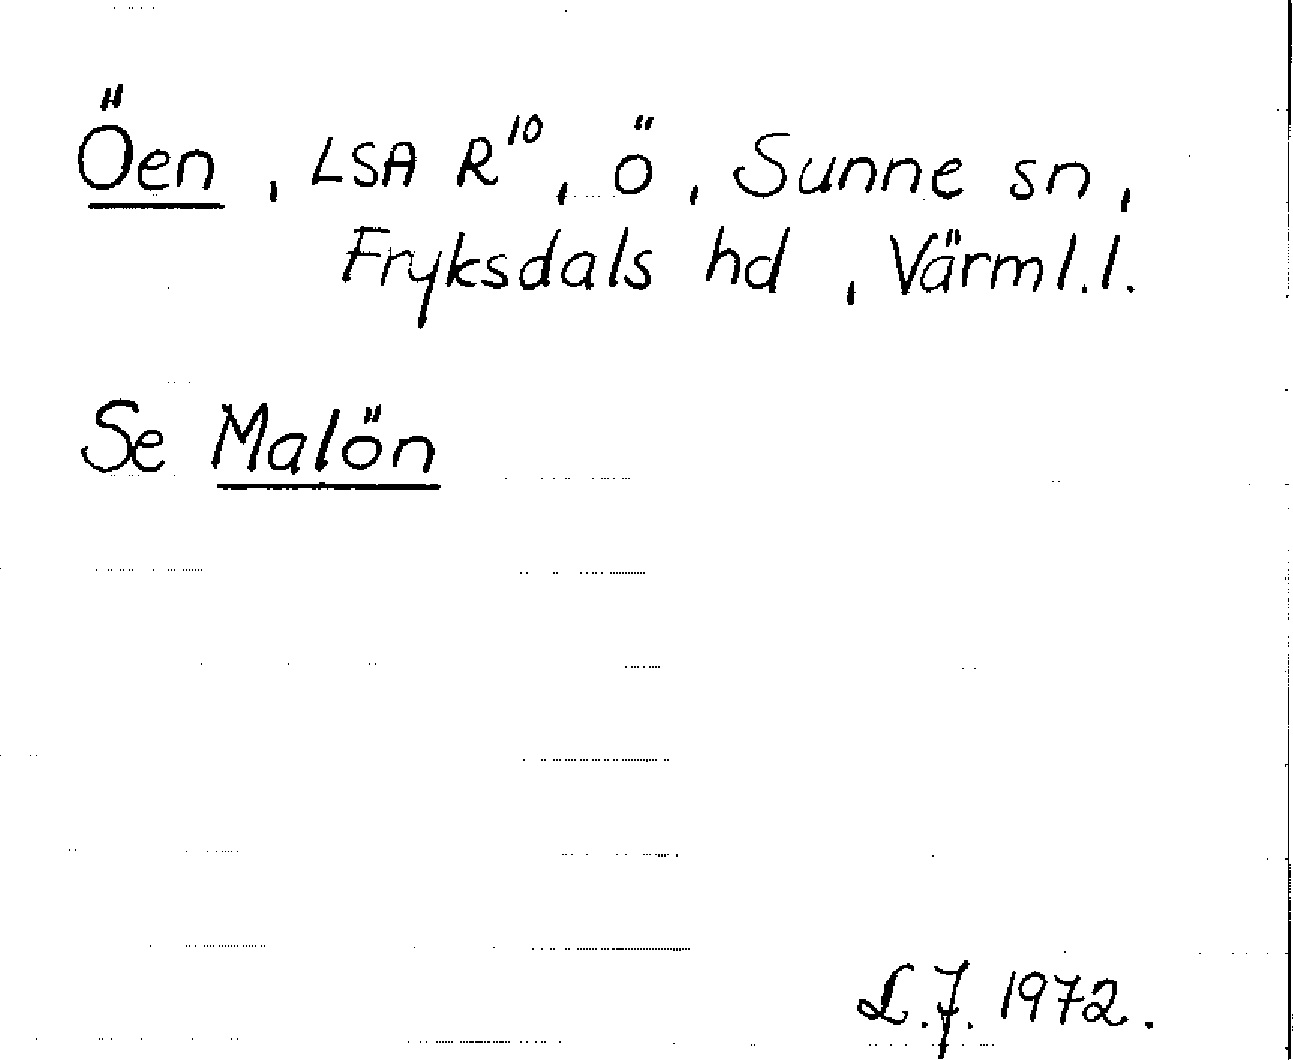 Öen, LSA R¹⁰, ö, Sunne sn,
Fryksdals hd, Värml.l.
Se Malön
L.J. 1972.